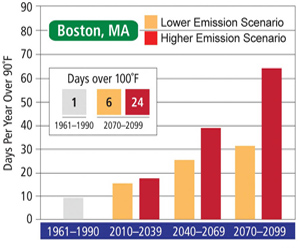 90
80
70
60
50
40
30
20
10
0
Days Per Year Over 90°F
Boston, MA
Lower Emission Scenario
Higher Emission Scenario
Days over 100°F
1 6 24
1961–1990 2070–2099
1961–1990 2010–2039 2040-2069 2070-2099